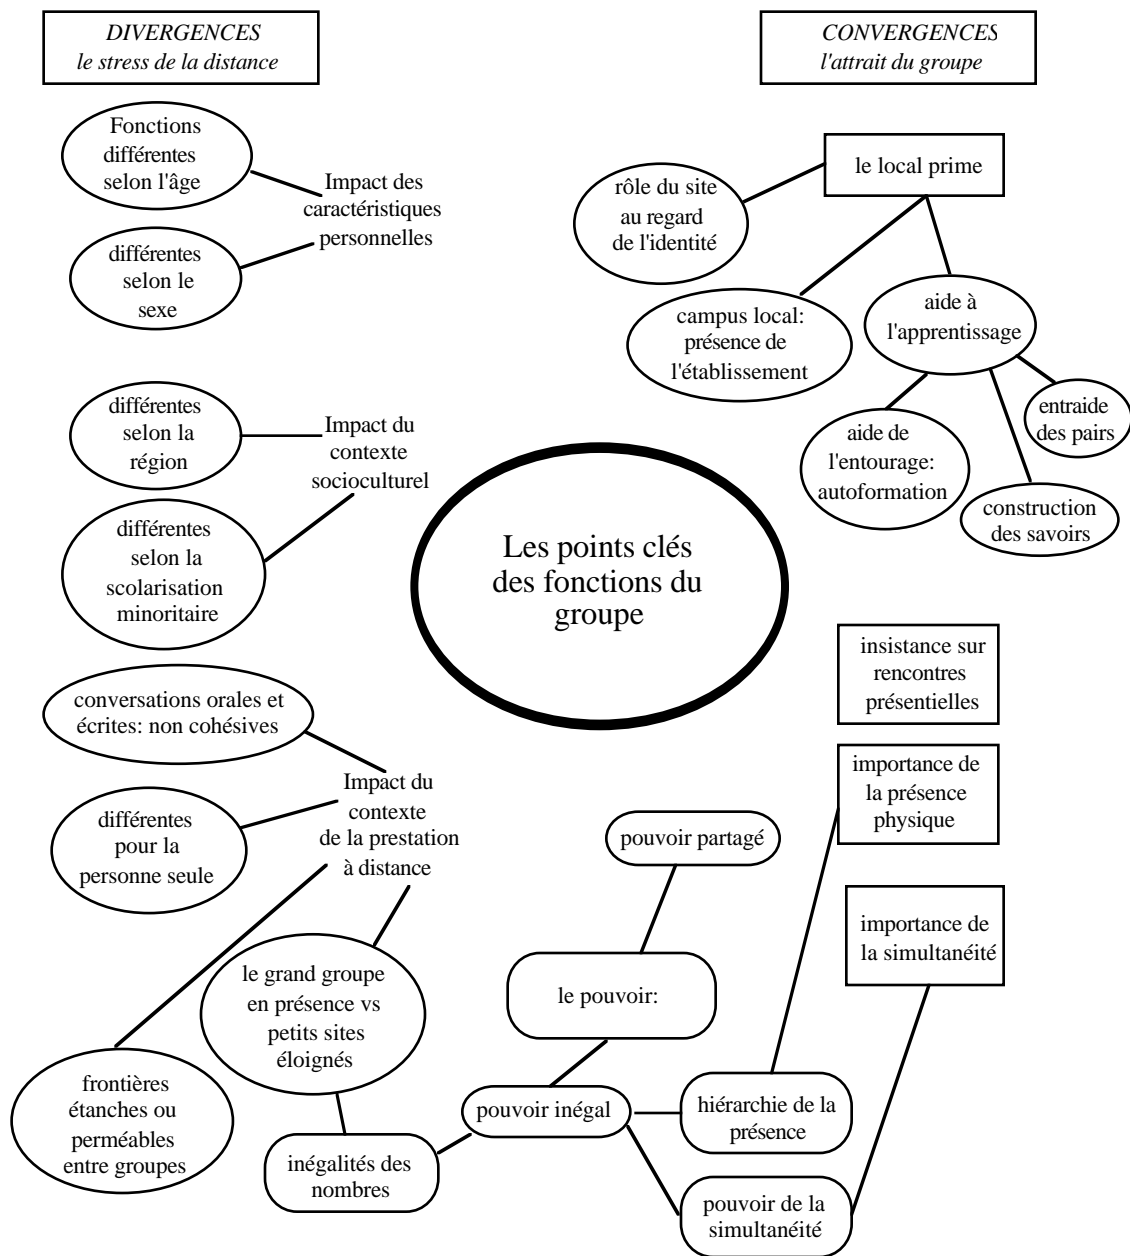 DIVERGENCES
le stress de la distance
CONVERGENCES
l'attrait du groupe
Fonctions
différentes
selon l'âge
Impact des
caractéristiques
personnelles
différentes
selon le
sexe
différentes
selon la
région
Impact du
contexte
socioculturel
différentes
selon la
scolarisation
minoritaire
conversations orales et
écrites: non cohésives
Impact du
contexte
de la prestation
à distance
différentes
pour la
personne seule
le grand groupe
en présence vs
petits sites
éloignés
frontières
étanches ou
perméables
entre groupes
inégalités des
nombres
Les points clés
des fonctions du
groupe
le local prime
rôle du site
au regard
de l'identité
campus local:
présence de
l'établissement
aide à
l'apprentissage
entraide
des pairs
aide de
l'entourage:
autoformation
construction
des savoirs
insistance sur
rencontres
présentielles
importance de
la présence
physique
importance de
la simultanéité
pouvoir partagé
le pouvoir:
pouvoir inégal
hiérarchie de la
présence
pouvoir de la
simultanéité